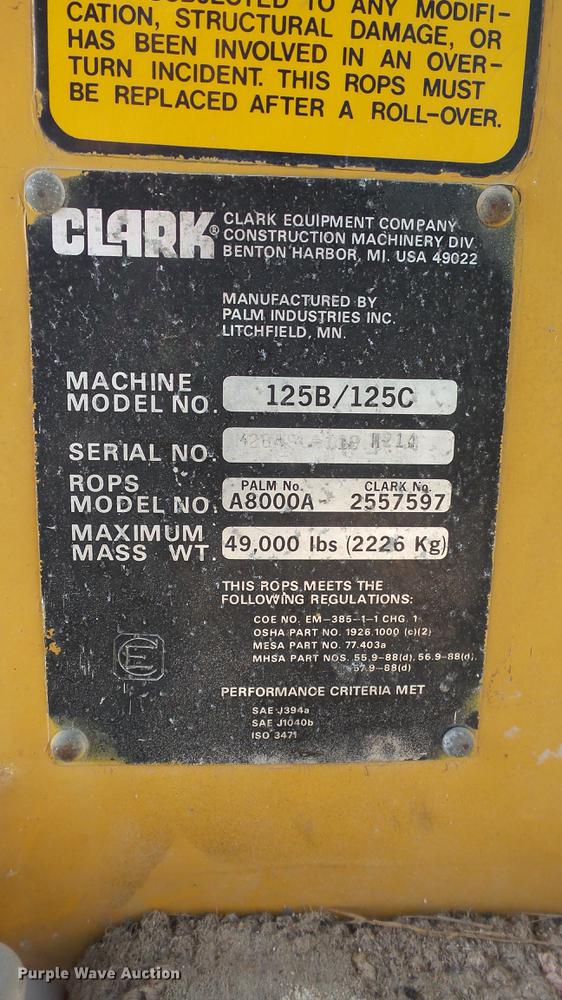 TO ANY MODIFI-
CATION, STRUCTURAL DAMAGE, OR
HAS BEEN INVOLVED IN AN OVER-
TURN INCIDENT. THIS ROPS MUST
BE REPLACED AFTER A ROLL-OVER.
CLARK®
CLARK EQUIPMENT COMPANY
CONSTRUCTION MACHINERY DIV.
BENTON HARBOR, MI. USA 49022
MANUFACTURED BY
PALM INDUSTRIES INC.
LITCHFIELD, MN.
MACHINE
MODEL NO. 125B/125C
SERIAL NO.
ROPS PALM No. CLARK No.
MODEL NO. A8000A 2557597
MAXIMUM
MASS WT. 49,000 lbs (2226 Kg)
THIS ROPS MEETS THE
FOLLOWING REGULATIONS:
COE NO. EM-385-1-1 CHG. 1
OSHA PART NO. 1926.1000 (c)(2)
MESA PART NO. 77.403a
MHSA PART NOS. 55.9-88(d), 56.9-88(d),
57.9-88(d)
PERFORMANCE CRITERIA MET
SAE J394a
SAE J1040b
ISO 3471
Purple Wave Auction